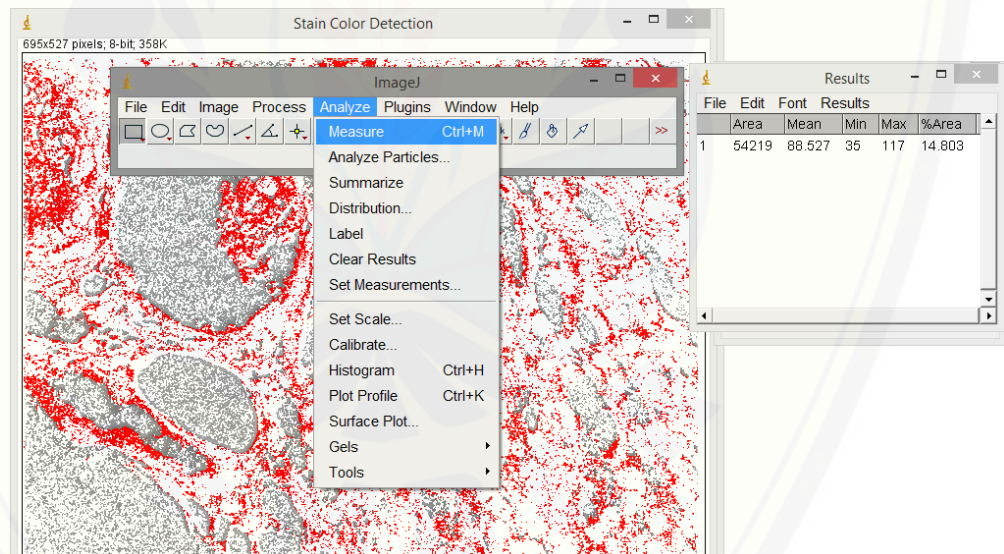 Stain Color Detection
695x527 pixels; 8-bit; 358K
ImageJ
File Edit Image Process Analyze Plugins Window Help
>>
Measure Ctrl+M
Analyze Particles...
Summarize
Distribution...
Label
Clear Results
Set Measurements...
Set Scale...
Calibrate...
Histogram Ctrl+H
Plot Profile Ctrl+K
Surface Plot...
Gels
Tools
Results
File Edit Font Results
Area Mean Min Max %Area
1 54219 88.527 35 117 14.803